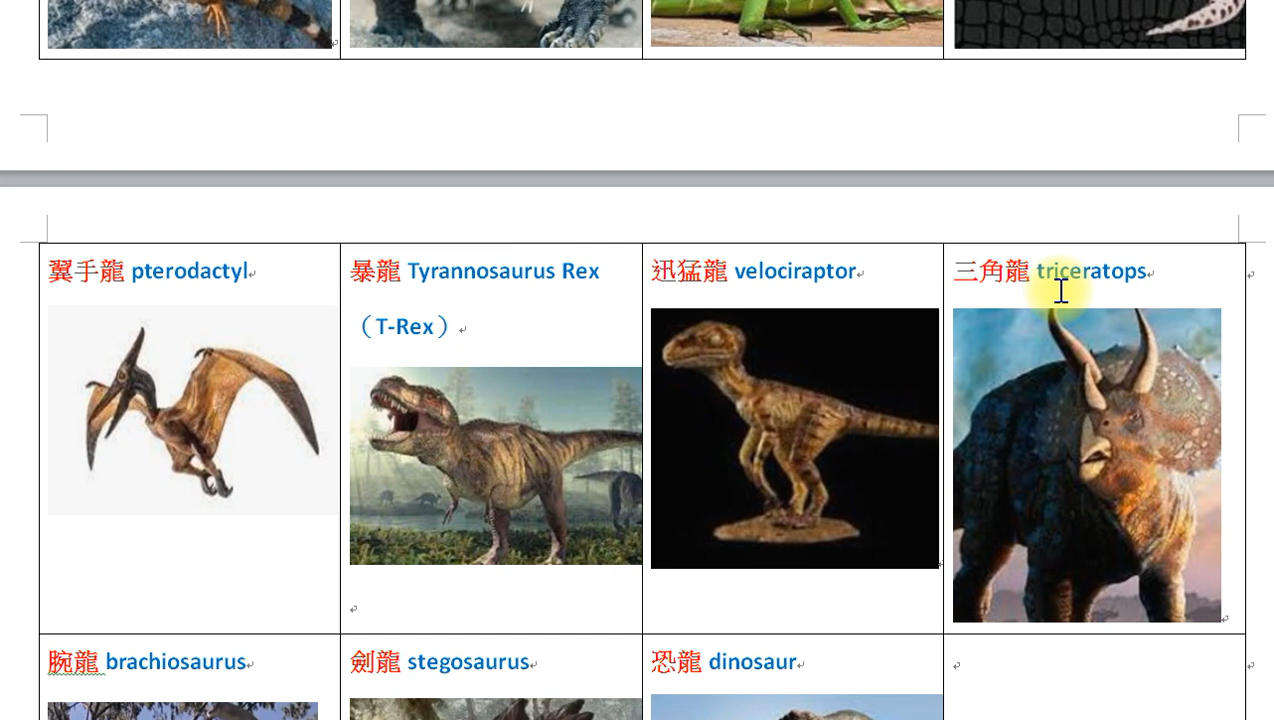 翼手龍 pterodactyl
暴龍 Tyrannosaurus Rex
（T-Rex）
迅猛龍 velociraptor
三角龍 triceratops
腕龍 brachiosaurus
劍龍 stegosaurus
恐龍 dinosaur